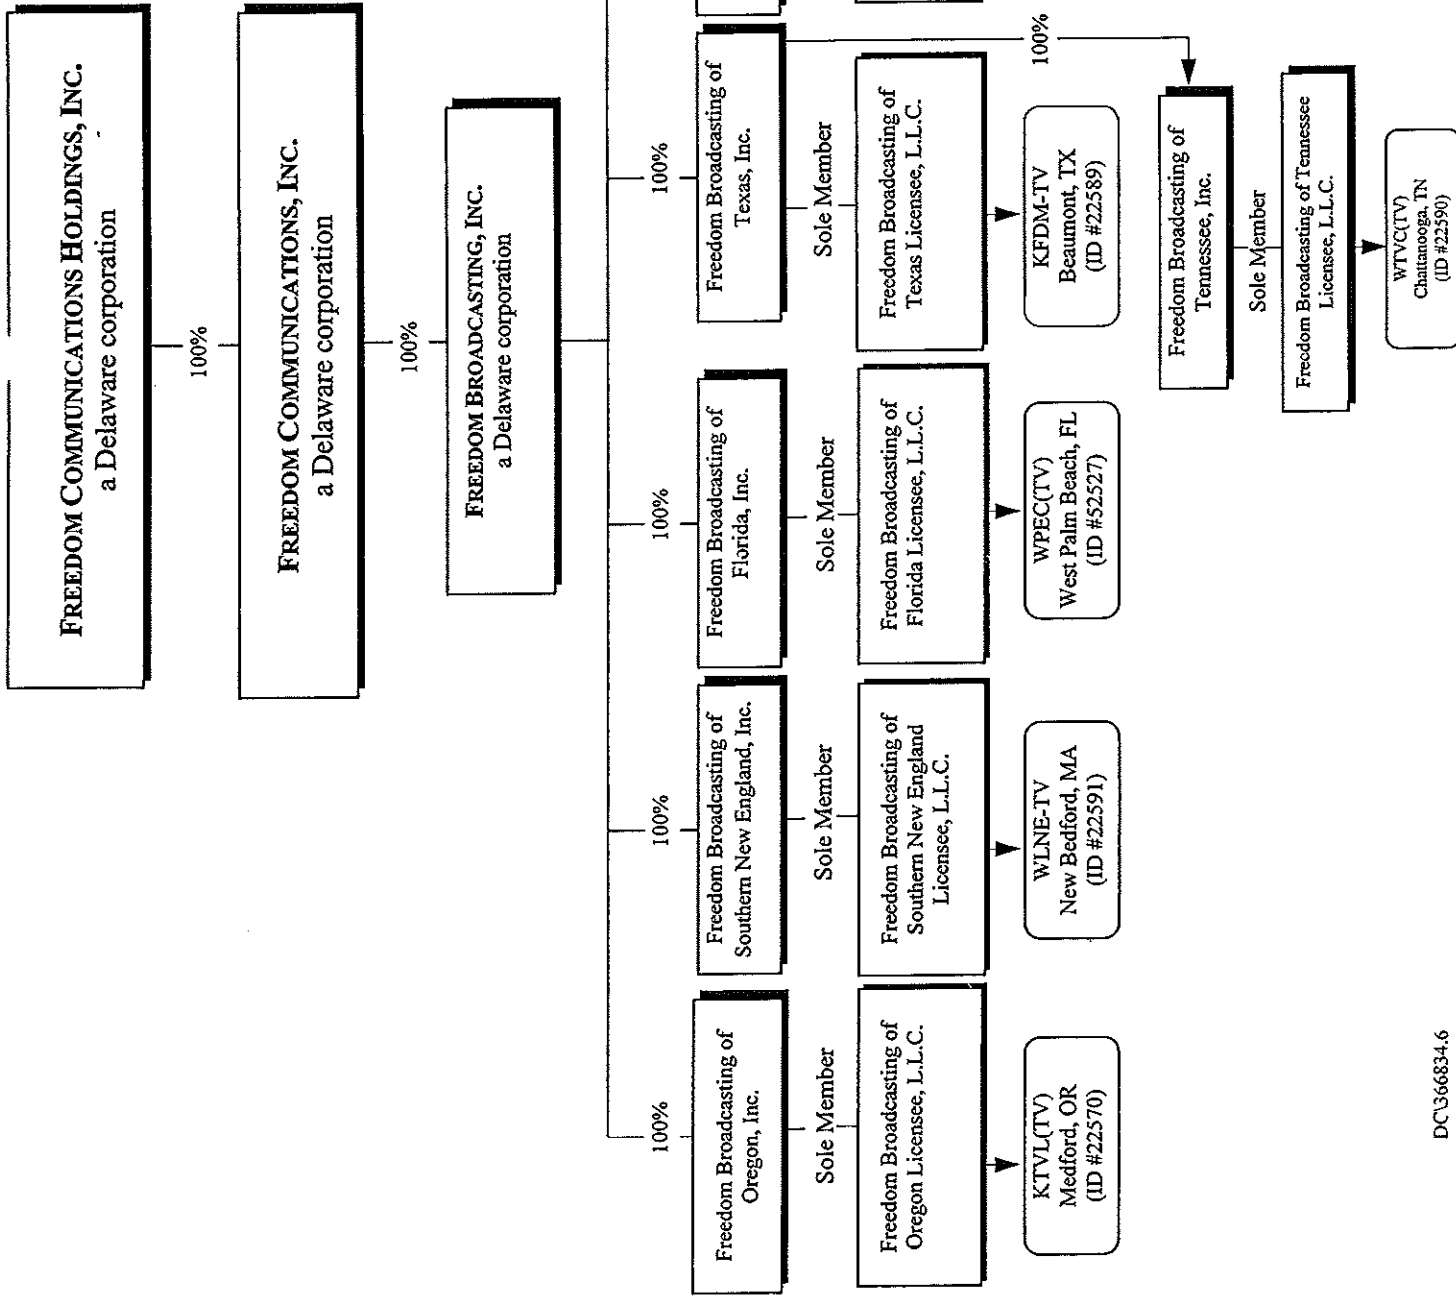 FREEDOM COMMUNICATIONS HOLDINGS, INC.
a Delaware corporation
100%
FREEDOM COMMUNICATIONS, INC.
a Delaware corporation
100%
FREEDOM BROADCASTING, INC.
a Delaware corporation
100%
100%
100%
100%
Freedom Broadcasting of
Oregon, Inc.
Freedom Broadcasting of
Southern New England, Inc.
Freedom Broadcasting of
Florida, Inc.
Freedom Broadcasting of
Texas, Inc.
Sole Member
Sole Member
Sole Member
Sole Member
100%
Freedom Broadcasting of
Oregon Licensee, L.L.C.
Freedom Broadcasting of
Southern New England
Licensee, L.L.C.
Freedom Broadcasting of
Florida Licensee, L.L.C.
Freedom Broadcasting of
Texas Licensee, L.L.C.
KTVL(TV)
Medford, OR
(ID #22570)
WLNE-TV
New Bedford, MA
(ID #22591)
WPEC(TV)
West Palm Beach, FL
(ID #52527)
KFDM-TV
Beaumont, TX
(ID #22589)
Freedom Broadcasting of
Tennessee, Inc.
Sole Member
Freedom Broadcasting of Tennessee
Licensee, L.L.C.
WTVC(TV)
Chattanooga, TN
(ID #22590)
DC\366834.6